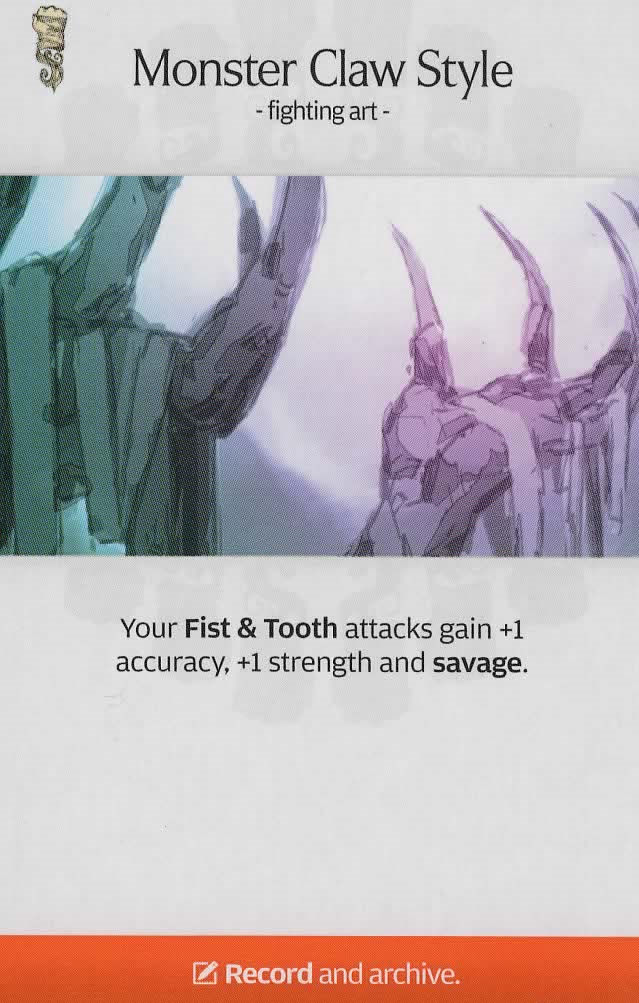 Monster Claw Style
- fighting art -
Your Fist & Tooth attacks gain +1
accuracy, +1 strength and savage.
Record and archive.